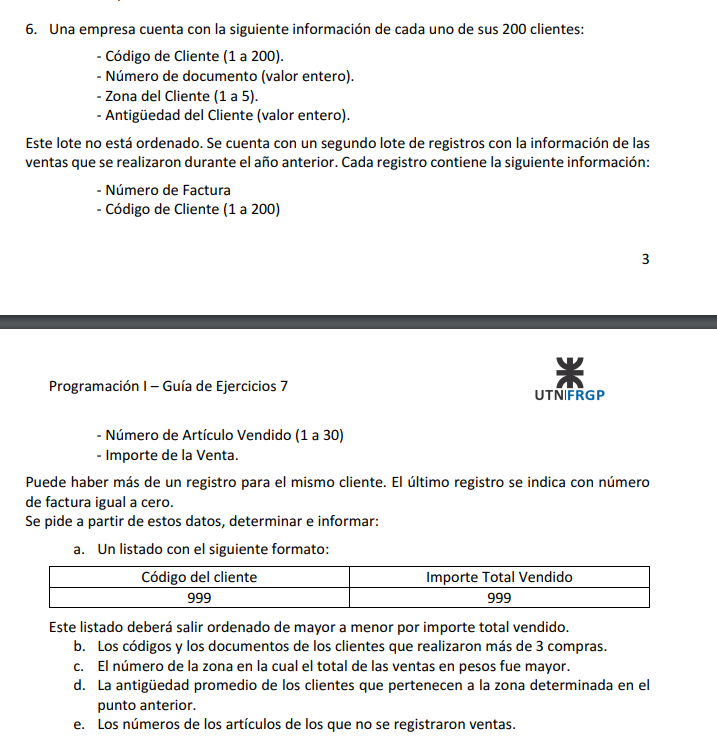 6. Una empresa cuenta con la siguiente información de cada uno de sus 200 clientes:
- Código de Cliente (1 a 200).
- Número de documento (valor entero).
- Zona del Cliente (1 a 5).
- Antigüedad del Cliente (valor entero).
Este lote no está ordenado. Se cuenta con un segundo lote de registros con la información de las
ventas que se realizaron durante el año anterior. Cada registro contiene la siguiente información:
- Número de Factura
- Código de Cliente (1 a 200)
3
Programación I – Guía de Ejercicios 7
UTN|FRGP
- Número de Artículo Vendido (1 a 30)
- Importe de la Venta.
Puede haber más de un registro para el mismo cliente. El último registro se indica con número
de factura igual a cero.
Se pide a partir de estos datos, determinar e informar:
a. Un listado con el siguiente formato:
Código del cliente Importe Total Vendido
999 999
Este listado deberá salir ordenado de mayor a menor por importe total vendido.
b. Los códigos y los documentos de los clientes que realizaron más de 3 compras.
c. El número de la zona en la cual el total de las ventas en pesos fue mayor.
d. La antigüedad promedio de los clientes que pertenecen a la zona determinada en el
punto anterior.
e. Los números de los artículos de los que no se registraron ventas.